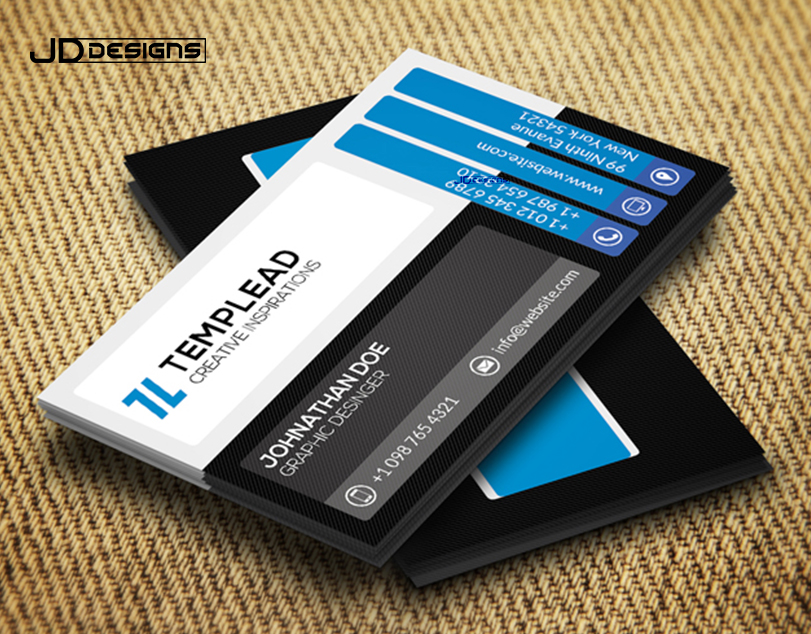 JD DESIGNS
TEMPLEAD
CREATIVE INSPIRATIONS
JOHNATHAN DOE
GRAPHIC DESINGER
+1 098 765 4321
info@website.com
+1 012 345 6789
+1 987 654 3210
www.website.com
99 Ninth Evanue
New York 54321